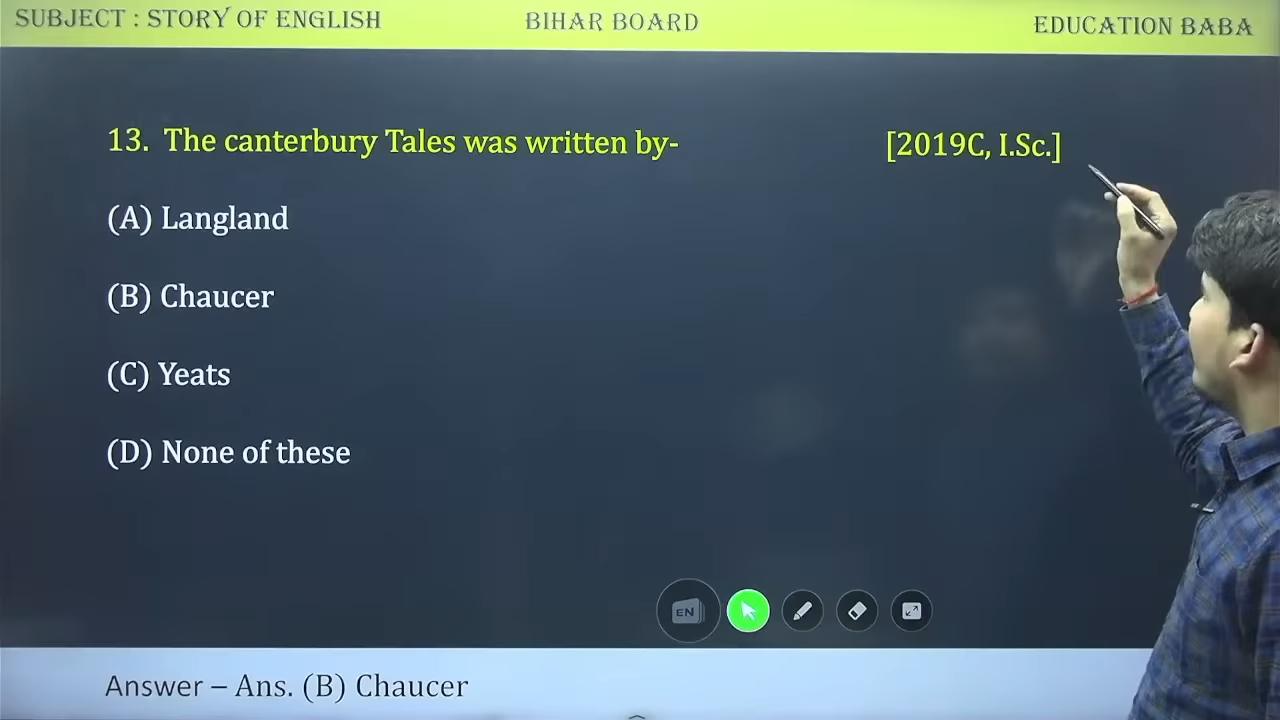 SUBJECT : STORY OF ENGLISH BIHAR BOARD EDUCATION BABA
13. The canterbury Tales was written by- [2019C, I.Sc.]
(A) Langland
(B) Chaucer
(C) Yeats
(D) None of these
EN
Answer – Ans. (B) Chaucer